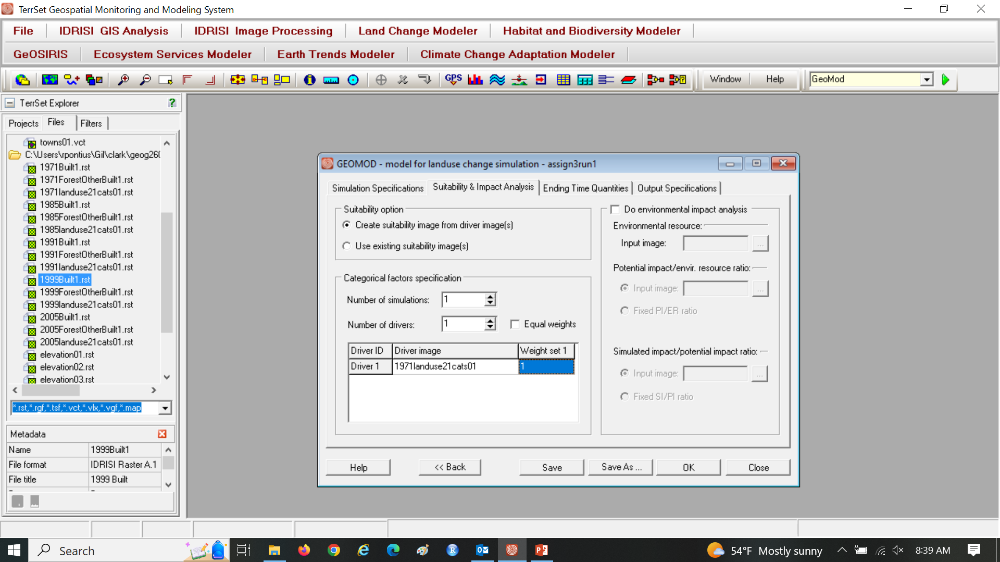 TerrSet Geospatial Monitoring and Modeling System
File IDRISI GIS Analysis IDRISI Image Processing Land Change Modeler Habitat and Biodiversity Modeler
GeOSIRIS Ecosystem Services Modeler Earth Trends Modeler Climate Change Adaptation Modeler
GPS Window Help GeoMod
TerrSet Explorer ?
Projects Files Filters
towns01.vct
C:\Users\rpontius\Gil\clark\geog26
1971Built1.rst
1971ForestOtherBuilt1.rst
1971landuse21cats01.rst
1985Built1.rst
1985ForestOtherBuilt1.rst
1985landuse21cats01.rst
1991Built1.rst
1991ForestOtherBuilt1.rst
1991landuse21cats01.rst
1999Built1.rst
1999ForestOtherBuilt1.rst
1999landuse21cats01.rst
2005Built1.rst
2005ForestOtherBuilt1.rst
2005landuse21cats01.rst
elevation01.rst
elevation02.rst
elevation03.rst
*.rst,*.rgf,*.tsf,*.vct,*.vlx,*.vgf,*.map
Metadata
Name 1999Built1
File format IDRISI Raster A.1
File title 1999 Built
GEOMOD - model for landuse change simulation - assign3run1
Simulation Specifications Suitability & Impact Analysis Ending Time Quantities Output Specifications
Suitability option
Create suitability image from driver image(s)
Use existing suitability image(s)
Categorical factors specification
Number of simulations: 1
Number of drivers: 1 Equal weights
Driver ID Driver image Weight set 1
Driver 1 1971landuse21cats01 1
Do environmental impact analysis
Environmental resource:
Input image: ...
Potential impact/envir. resource ratio:
Input image: ...
Fixed PI/ER ratio
Simulated impact/potential impact ratio:
Input image: ...
Fixed SI/PI ratio
Help << Back Save Save As ... OK Close
Search 54°F Mostly sunny 8:39 AM